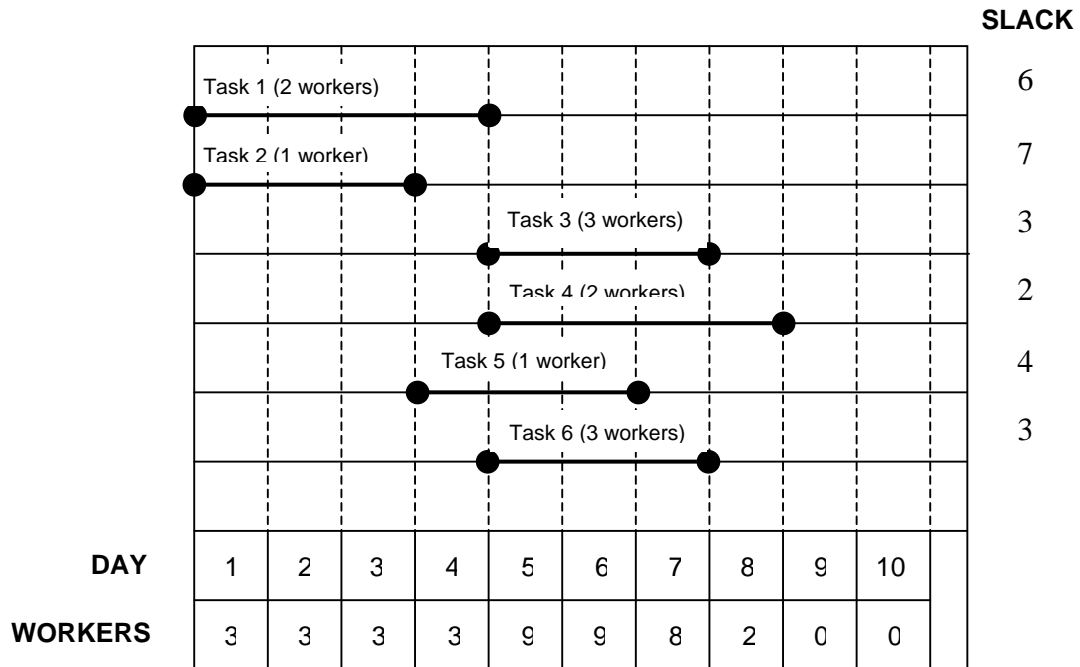 SLACK
Task 1 (2 workers) 6
Task 2 (1 worker) 7
Task 3 (3 workers) 3
Task 4 (2 workers) 2
Task 5 (1 worker) 4
Task 6 (3 workers) 3
DAY 1 2 3 4 5 6 7 8 9 10
WORKERS 3 3 3 3 9 9 8 2 0 0